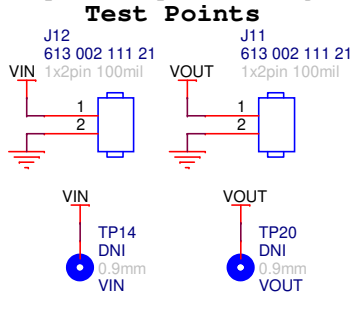 Test Points
J12
613 002 111 21
VIN 1x2pin 100mil
1
2
J11
613 002 111 21
VOUT 1x2pin 100mil
1
2
VIN
TP14
DNI
0.9mm
VIN
VOUT
TP20
DNI
0.9mm
VOUT